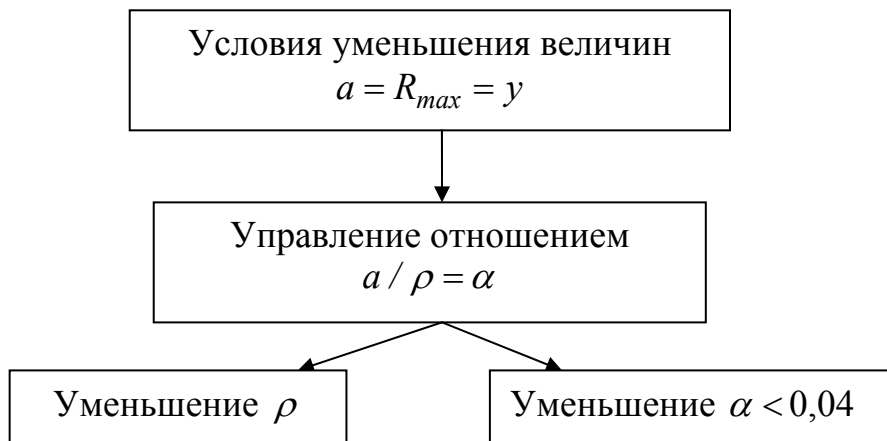 Условия уменьшения величин
a = R_max = y
Управление отношением
a / ρ = α
Уменьшение ρ
Уменьшение α < 0,04